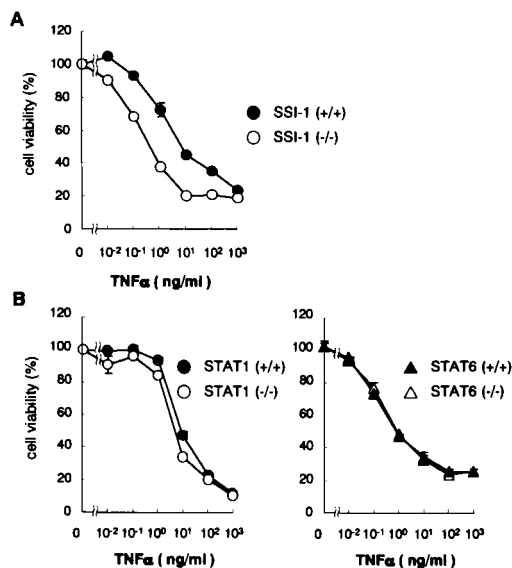 A
120
100
80
60
40
20
0
cell viability (%)
0 10⁻² 10⁻¹ 10⁰ 10¹ 10² 10³
TNFα ( ng/ml )
SSI-1 (+/+)
SSI-1 (-/-)
B
120
100
80
60
40
20
0
cell viability (%)
0 10⁻² 10⁻¹ 10⁰ 10¹ 10² 10³
TNFα ( ng/ml )
STAT1 (+/+)
STAT1 (-/-)
120
100
80
60
40
20
0
0 10⁻² 10⁻¹ 10⁰ 10¹ 10² 10³
TNFα ( ng/ml )
STAT6 (+/+)
STAT6 (-/-)